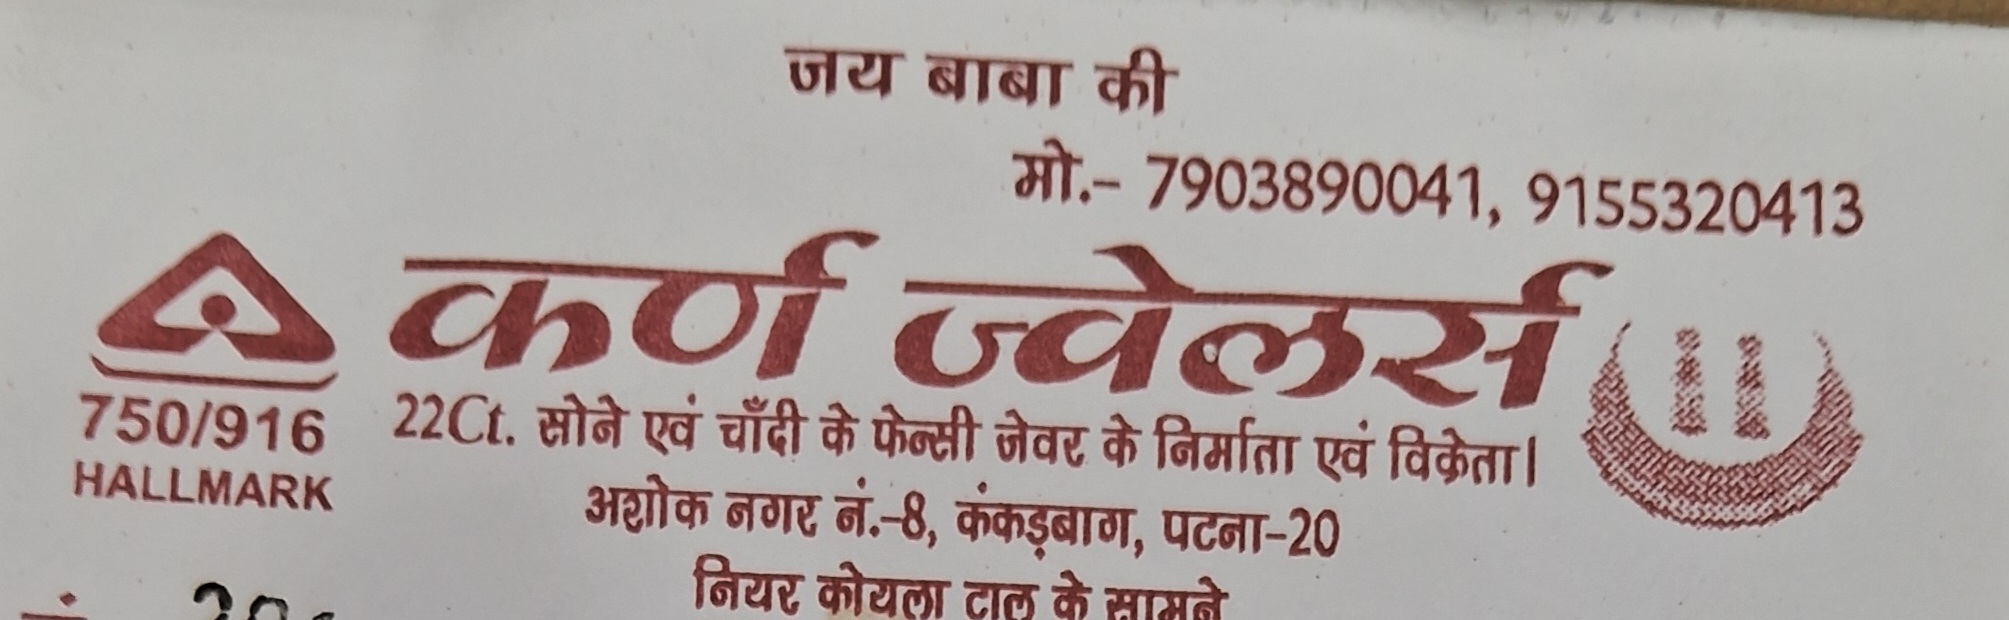 जय बाबा की
मो.- 7903890041, 9155320413
कर्ण ज्वेलर्स
750/916
HALLMARK
22Ct. सोने एवं चाँदी के फेन्सी जेवर के निर्माता एवं विक्रेता।
अशोक नगर नं.-8, कंकड़बाग, पटना-20
नियर कोयला टाल के सामने